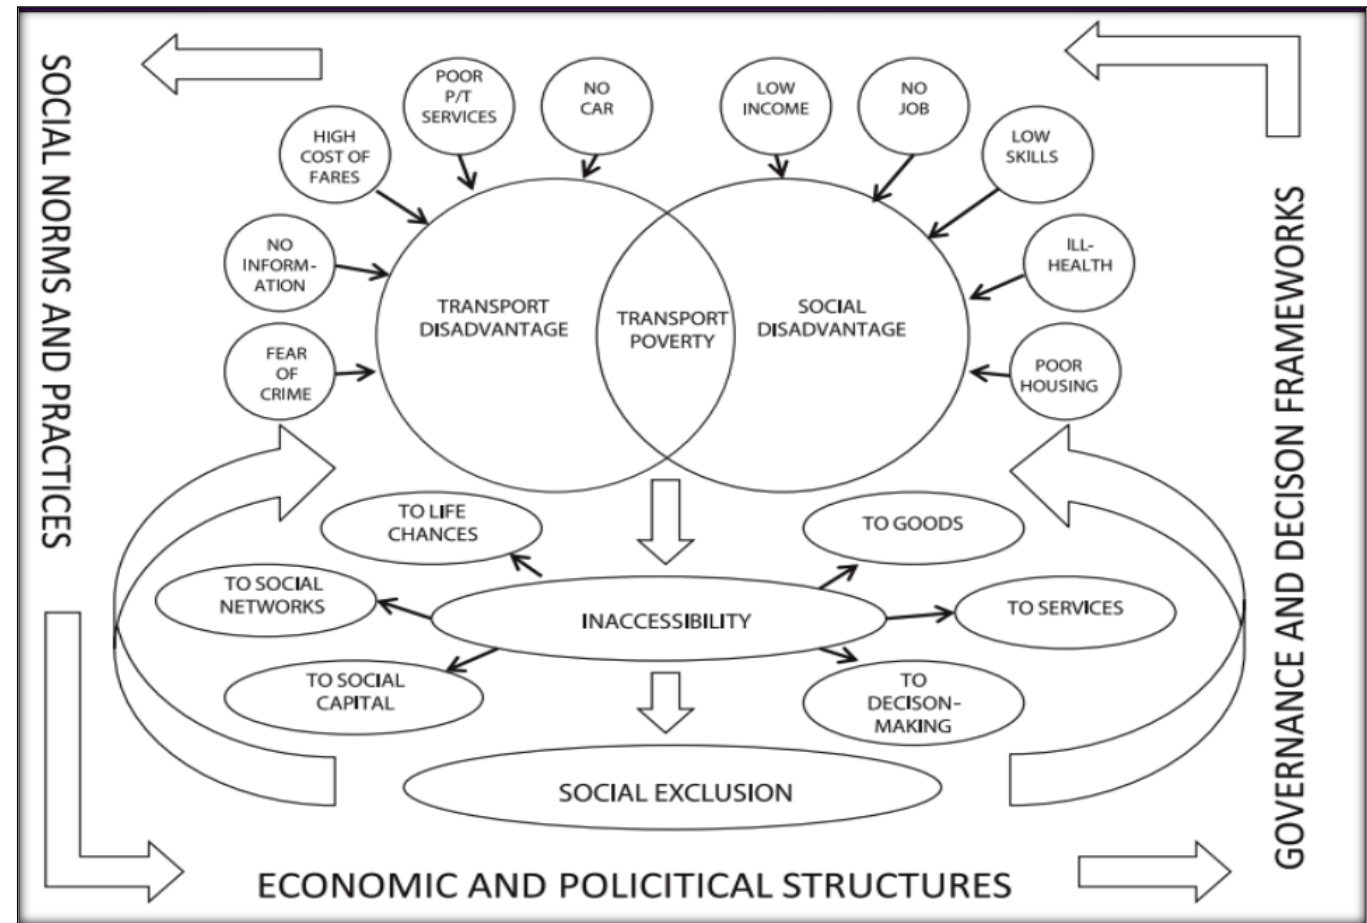 SOCIAL NORMS AND PRACTICES
POOR
P/T
SERVICES
NO
CAR
LOW
INCOME
NO
JOB
HIGH
COST OF
FARES
LOW
SKILLS
NO
INFORM-
ATION
ILL-
HEALTH
FEAR
OF
CRIME
POOR
HOUSING
TRANSPORT
DISADVANTAGE
TRANSPORT
POVERTY
SOCIAL
DISADVANTAGE
GOVERNANCE AND DECISON FRAMEWORKS
TO LIFE
CHANCES
TO GOODS
TO SOCIAL
NETWORKS
INACCESSIBILITY
TO SERVICES
TO SOCIAL
CAPITAL
TO
DECISON-
MAKING
SOCIAL EXCLUSION
ECONOMIC AND POLICITICAL STRUCTURES